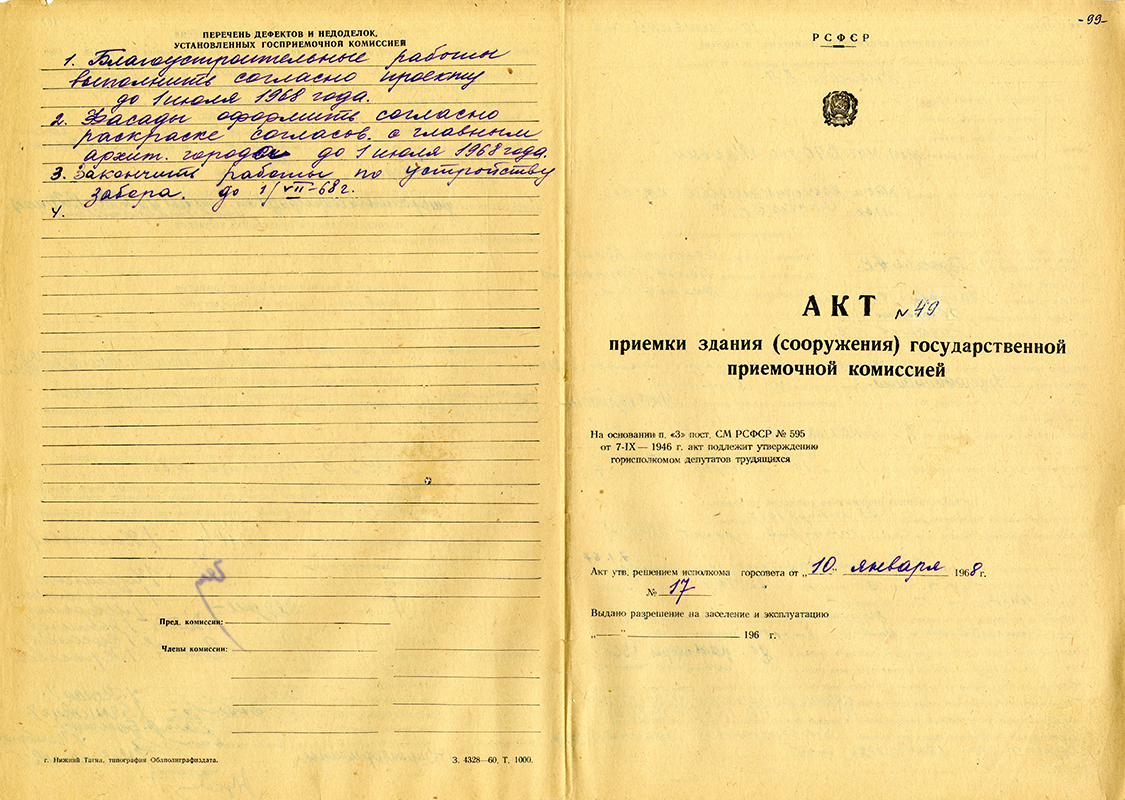 ПЕРЕЧЕНЬ ДЕФЕКТОВ И НЕДОДЕЛОК,
УСТАНОВЛЕННЫХ ГОСПРИЕМОЧНОЙ КОМИССИЕЙ
1. Благоустроительные работы
выполнить согласно проекту
до 1 июля 1968 года.
2. Фасады оформить согласно
раскраске согласов. с главным
архит. города до 1 июля 1968 года.
3. Закончить работы по устройству
забора. до 1/VII-68 г.
4.
Пред. комиссии:
Члены комиссии:
г. Нижний Тагил, типография Облполиграфиздата.
З. 4328—60, Т. 1000.
-99-
РСФСР
АКТ N 49
приемки здания (сооружения) государственной
приемочной комиссией
На основании п. «3» пост. СМ РСФСР № 595
от 7-IX — 1946 г. акт подлежит утверждению
горисполкомом депутатов трудящихся
Акт утв. решением исполкома горсовета от „10" января 1968 г.
№ 17
Выдано разрешение на заселение и эксплуатацию
„ " 196 г.